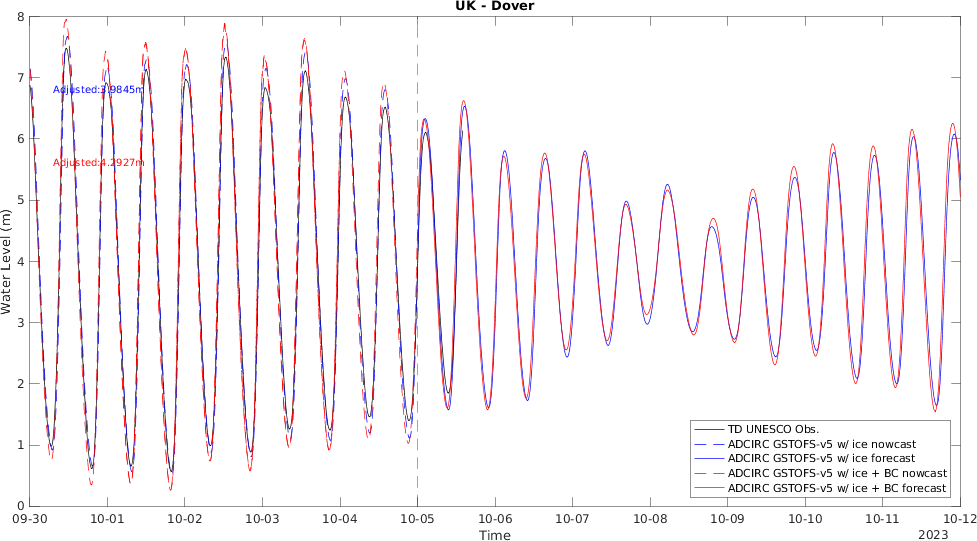 UK - Dover
8
7
Adjusted:3.9845m
6
Adjusted:4.2927m
5
Water Level (m)
4
3
2
1
0
TD UNESCO Obs.
ADCIRC GSTOFS-v5 w/ ice nowcast
ADCIRC GSTOFS-v5 w/ ice forecast
ADCIRC GSTOFS-v5 w/ ice + BC nowcast
ADCIRC GSTOFS-v5 w/ ice + BC forecast
09-30 10-01 10-02 10-03 10-04 10-05 10-06 10-07 10-08 10-09 10-10 10-11 10-12
Time
2023